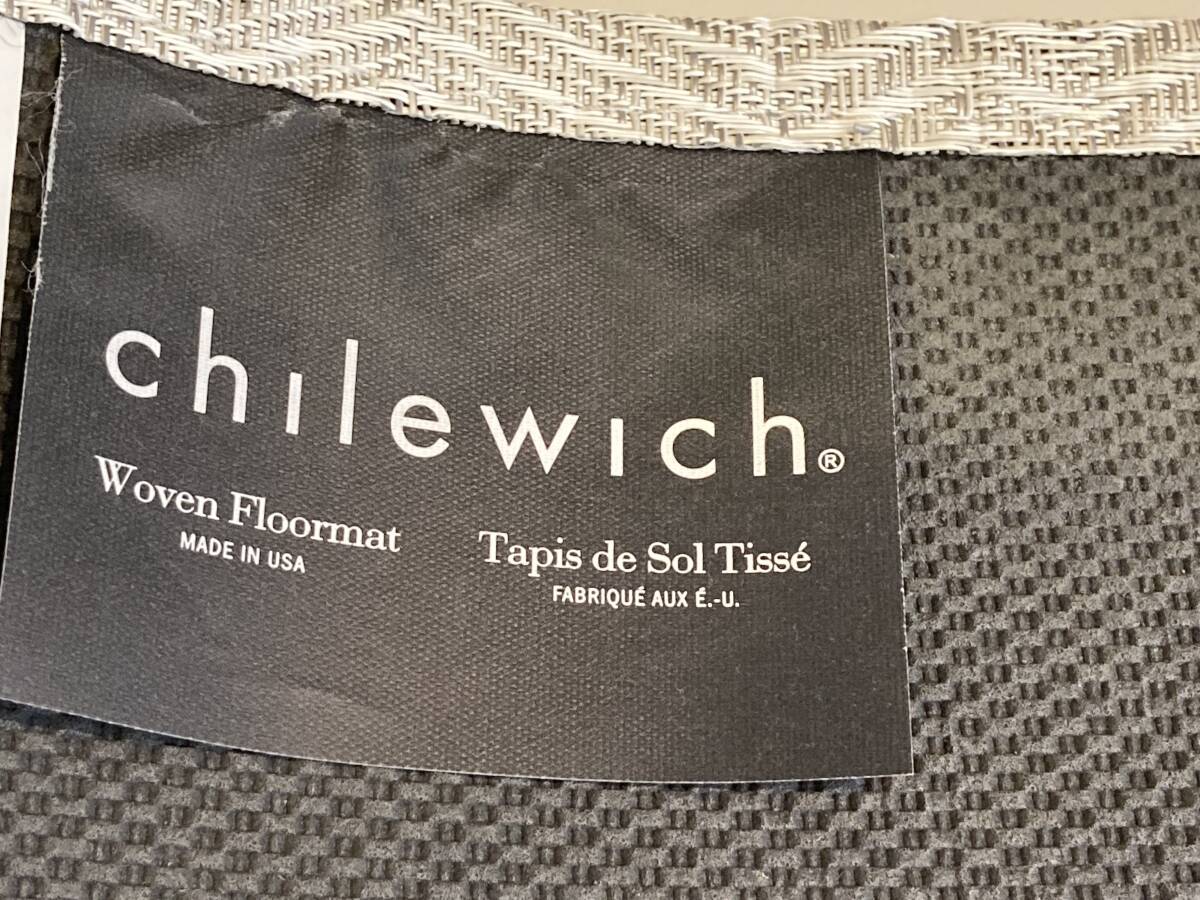 chilewich®
Woven Floormat
MADE IN USA
Tapis de Sol Tissé
FABRIQUÉ AUX É.-U.